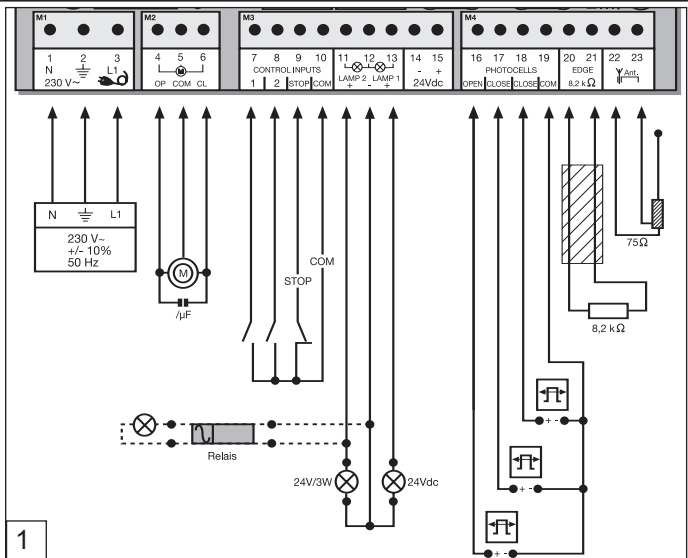 M1 M2 M3 M4
1 2 3 4 5 6 7 8 9 10 11 12 13 14 15 16 17 18 19 20 21 22 23
N L1 M CONTROL INPUTS LAMP 2 LAMP 1 - + PHOTOCELLS EDGE Ant.
230 V~ OP COM CL 1 2 STOP COM + - + 24Vdc OPEN CLOSE CLOSE COM 8,2 kΩ
N L1
230 V~
+/- 10%
50 Hz
M
/µF
COM
STOP
75Ω
8,2 kΩ
+ -
Relais
+ -
24V/3W
24Vdc
+ -
1